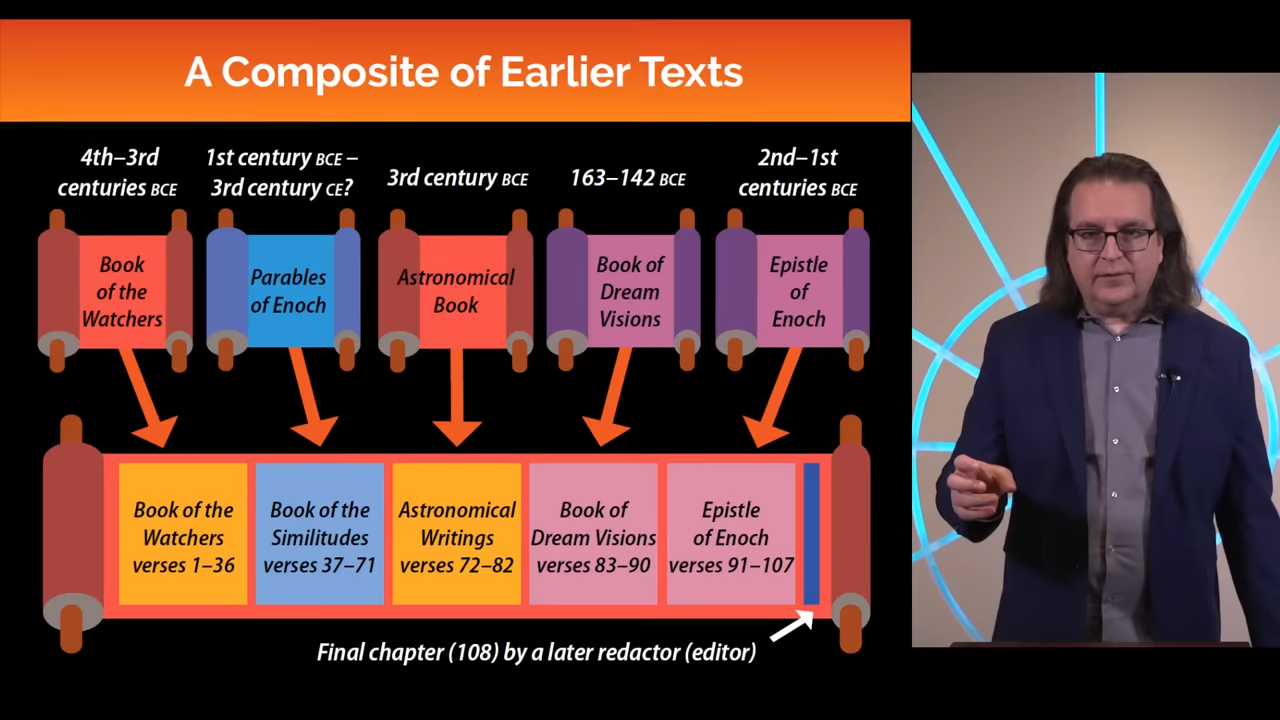 A Composite of Earlier Texts
4th–3rd
centuries BCE
1st century BCE –
3rd century CE?
3rd century BCE
163–142 BCE
2nd–1st
centuries BCE
Book
of the
Watchers
Parables
of Enoch
Astronomical
Book
Book of
Dream
Visions
Epistle
of
Enoch
Book of the
Watchers
verses 1–36
Book of the
Similitudes
verses 37–71
Astronomical
Writings
verses 72–82
Book of
Dream Visions
verses 83–90
Epistle
of Enoch
verses 91–107
Final chapter (108) by a later redactor (editor)